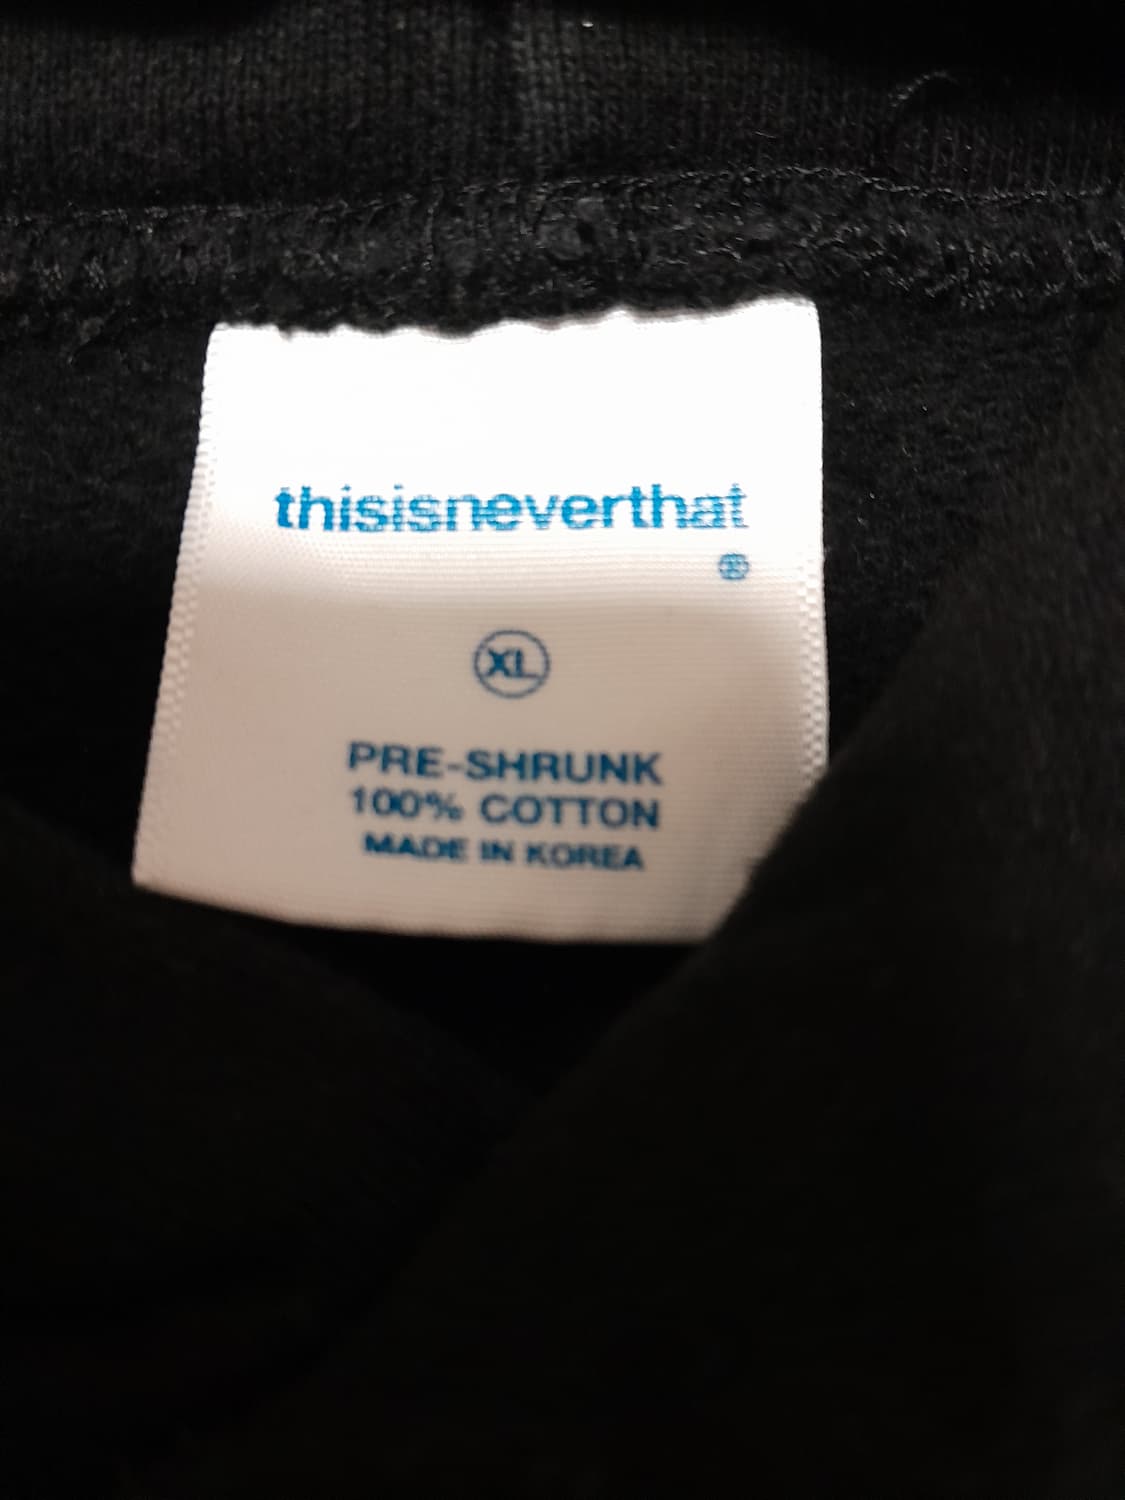 thisisneverthat
®
XL
PRE-SHRUNK
100% COTTON
MADE IN KOREA